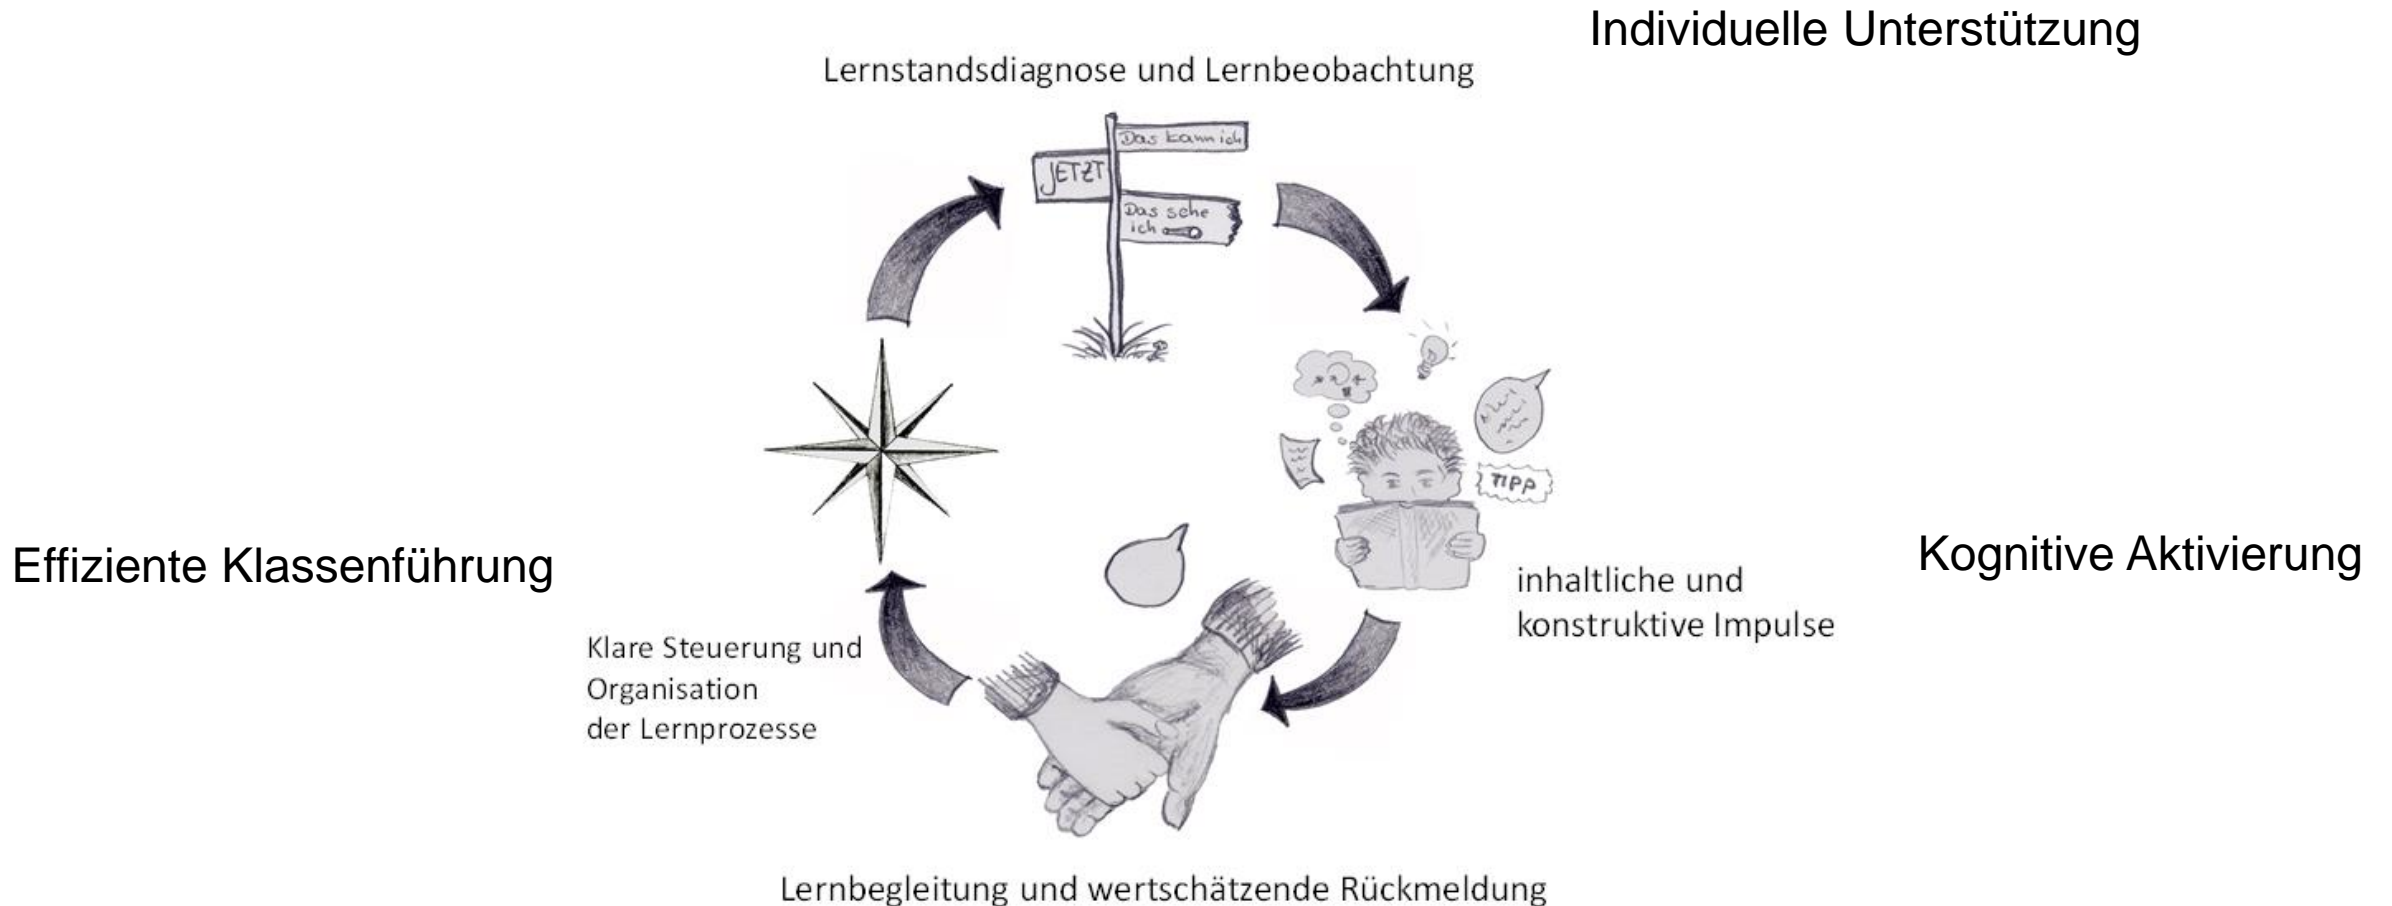 Individuelle Unterstützung
Lernstandsdiagnose und Lernbeobachtung
Das kann ich
JETZT
Das sehe
ich
TIPP
Effiziente Klassenführung
Kognitive Aktivierung
inhaltliche und
konstruktive Impulse
Klare Steuerung und
Organisation
der Lernprozesse
Lernbegleitung und wertschätzende Rückmeldung